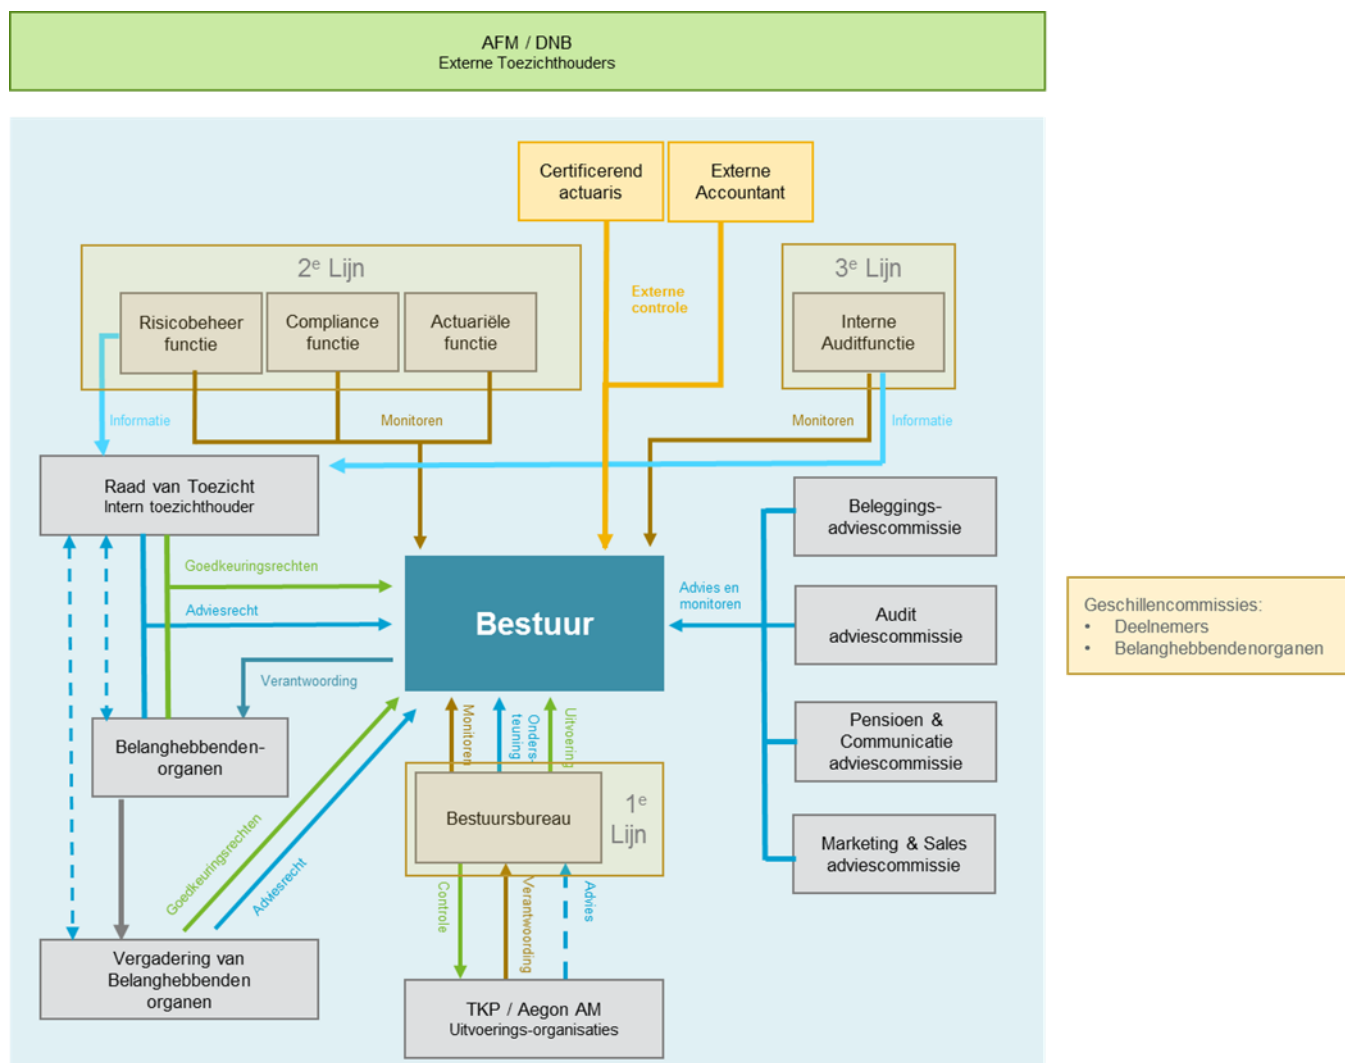 AFM / DNB
Externe Toezichthouders
Certificerend
actuaris
Externe
Accountant
2e Lijn
3e Lijn
Risicobeheer
functie
Compliance
functie
Actuariële
functie
Externe
controle
Interne
Auditfunctie
Informatie
Monitoren
Monitoren
Informatie
Raad van Toezicht
Intern toezichthouder
Beleggings-
adviescommissie
Goedkeuringsrechten
Adviesrecht
Bestuur
Advies en
monitoren
Audit
adviescommissie
Geschillencommissies:
• Deelnemers
• Belanghebbendenorganen
Verantwoording
Belanghebbenden-
organen
Monitoren
Onders-
teuning
Uitvoering
Pensioen &
Communicatie
adviescommissie
Bestuursbureau
1e
Lijn
Marketing & Sales
adviescommissie
Goedkeuringsrechten
Adviesrecht
Controle
Verantwoording
Advies
Vergadering van
Belanghebbenden
organen
TKP / Aegon AM
Uitvoerings-organisaties